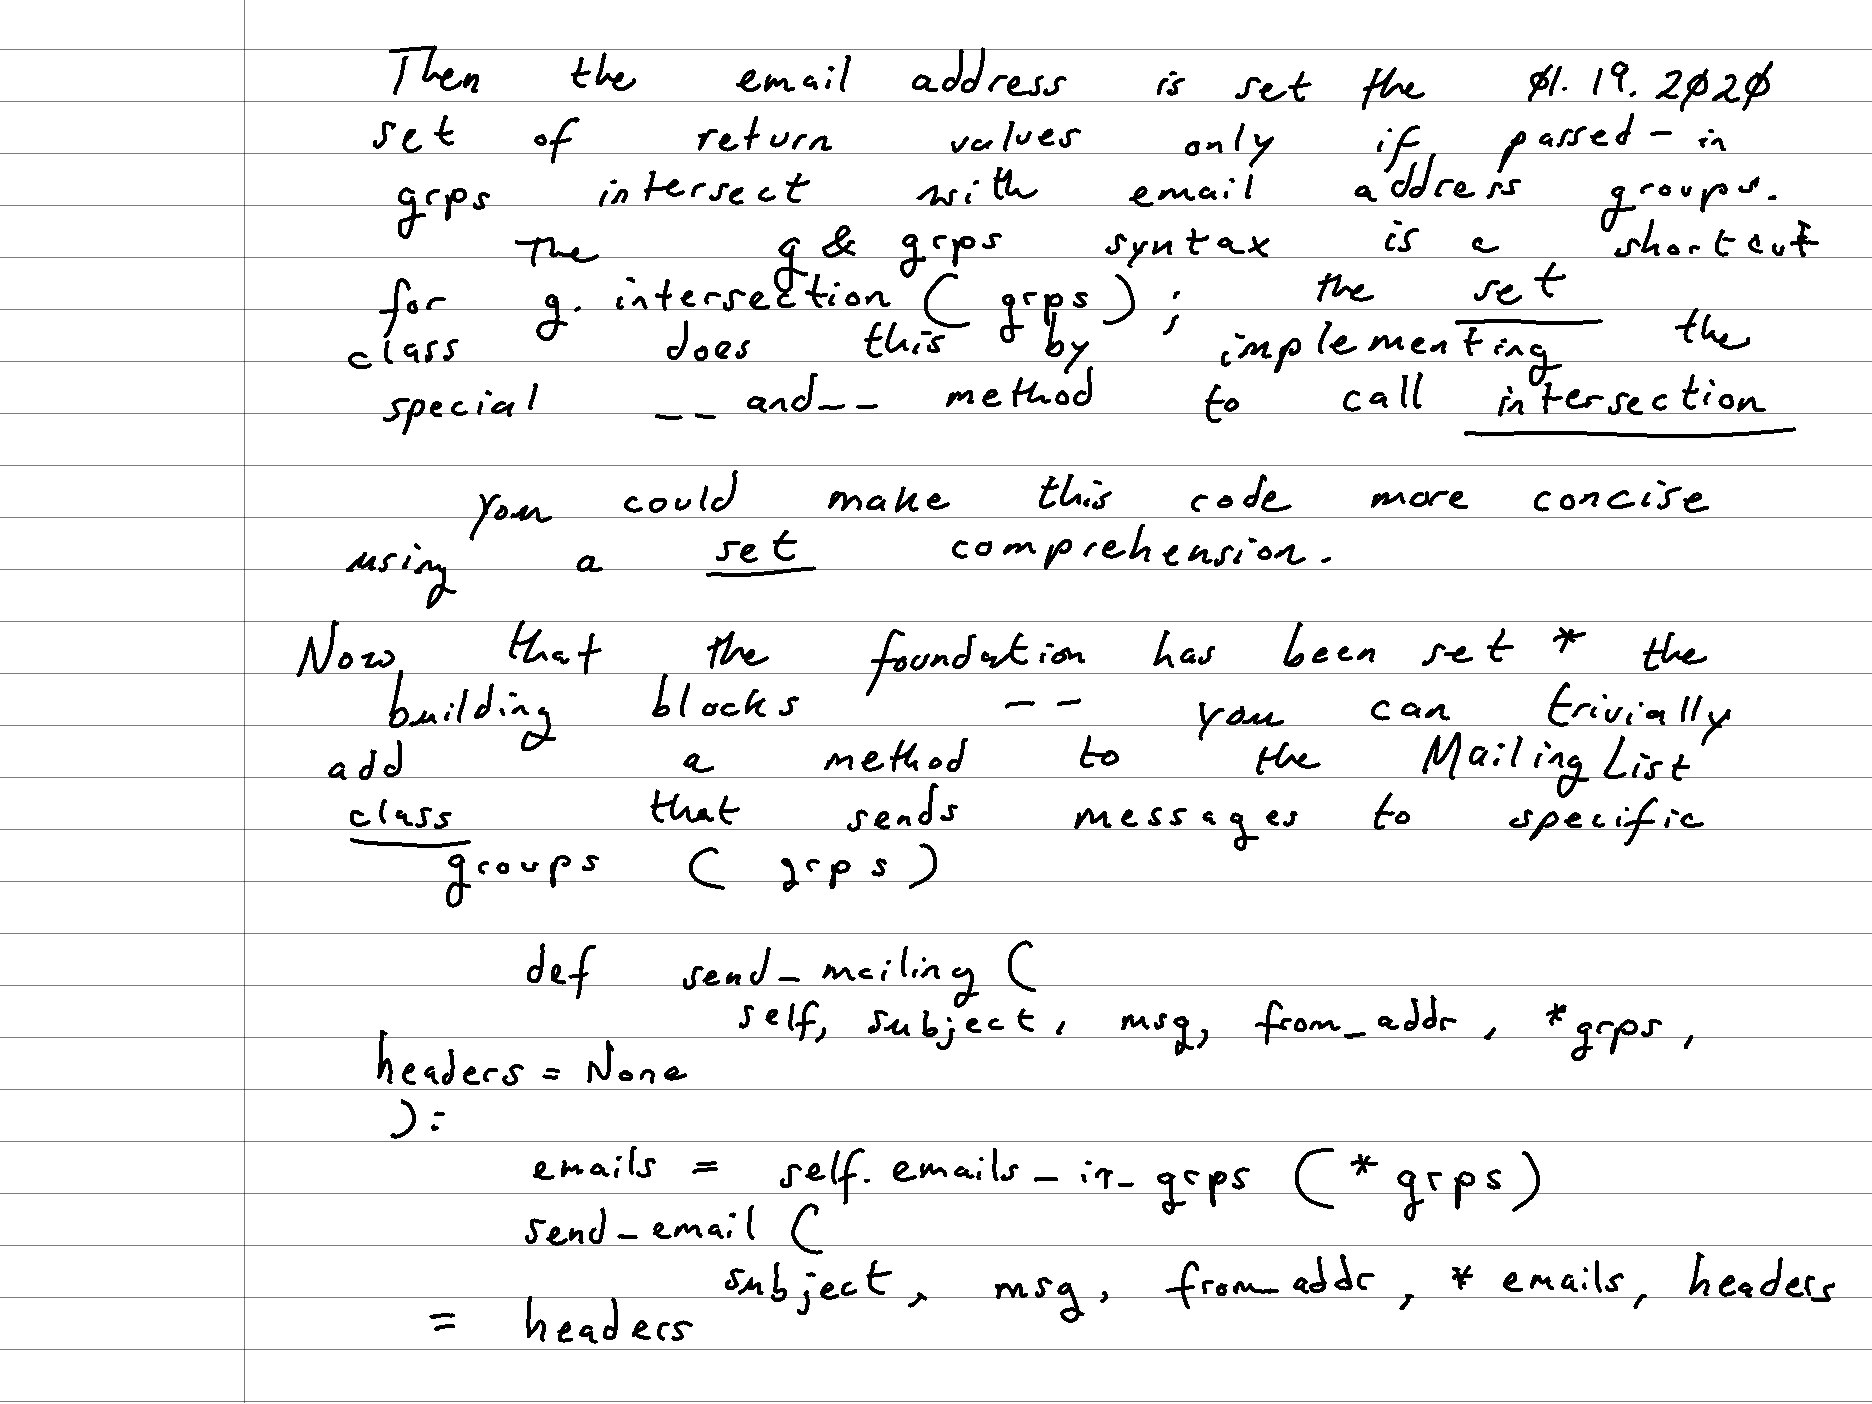 Then the email address is set the 01.19.2020
set of return values only if passed-in
grps intersect with email address groups.
The g & grps syntax is a shortcut
for g.intersection(grps); the set
class does this by implementing the
special __and__ method to call intersection
You could make this code more concise
using a set comprehension.
Now that the foundation has been set * the
building blocks -- you can trivially
add a method to the MailingList
class that sends messages to specific
groups (grps)
def send_mailing(
self, subject, msg, from_addr, *grps,
headers = None
):
emails = self.emails_in_grps(*grps)
send_email(
subject, msg, from_addr, *emails, headers
= headers